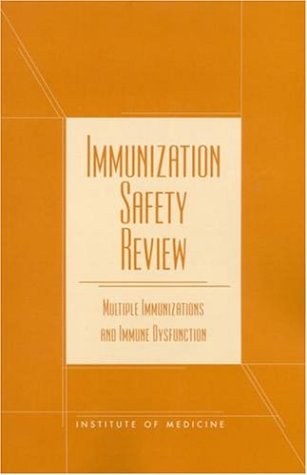 IMMUNIZATION
SAFETY
REVIEW
MULTIPLE IMMUNIZATIONS
AND IMMUNE DYSFUNCTION
INSTITUTE OF MEDICINE